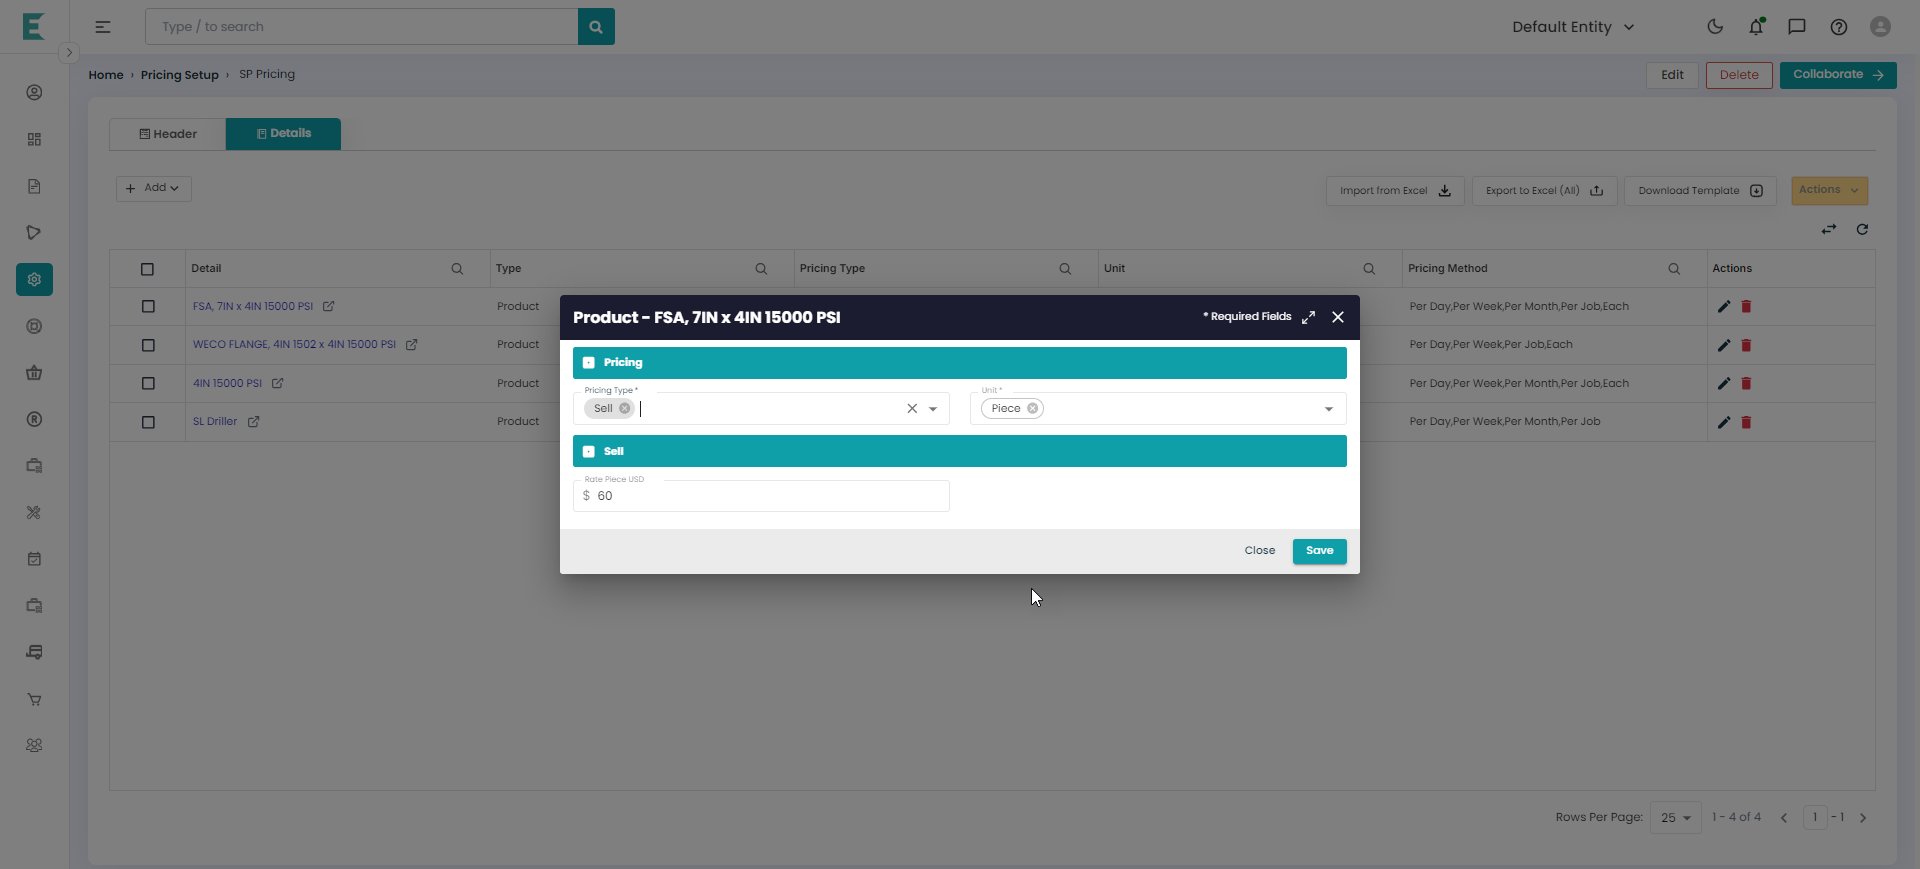 Type / to search
Default Entity
Home › Pricing Setup › SP Pricing
Edit
Delete
Collaborate
Header
Details
+ Add
Import from Excel
Export to Excel (All)
Download Template
Actions
Detail
Type
Pricing Type
Unit
Pricing Method
Actions
FSA, 7IN x 4IN 15000 PSI
Product
Per Day,Per Week,Per Month,Per Job,Each
WECO FLANGE, 4IN 1502 x 4IN 15000 PSI
Product
Per Day,Per Week,Per Job,Each
4IN 15000 PSI
Product
Per Day,Per Week,Per Month,Per Job,Each
SL Driller
Product
Per Day,Per Week,Per Month,Per Job
Product - FSA, 7IN x 4IN 15000 PSI
* Required Fields
Pricing
Pricing Type *
Sell
Unit *
Piece
Sell
Rate Piece USD
$ 60
Close
Save
Rows Per Page:
25
1 - 4 of 4
1
- 1